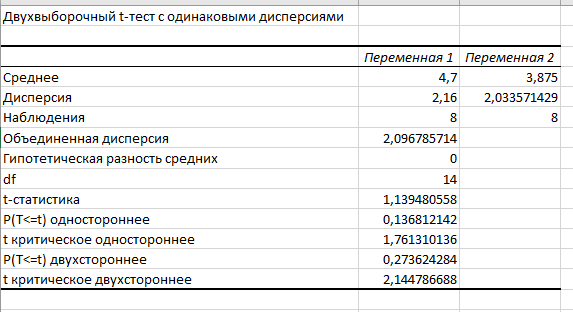 Двухвыборочный t-тест с одинаковыми дисперсиями
Переменная 1 Переменная 2
Среднее 4,7 3,875
Дисперсия 2,16 2,033571429
Наблюдения 8 8
Объединенная дисперсия 2,096785714
Гипотетическая разность средних 0
df 14
t-статистика 1,139480558
P(T<=t) одностороннее 0,136812142
t критическое одностороннее 1,761310136
P(T<=t) двухстороннее 0,273624284
t критическое двухстороннее 2,144786688